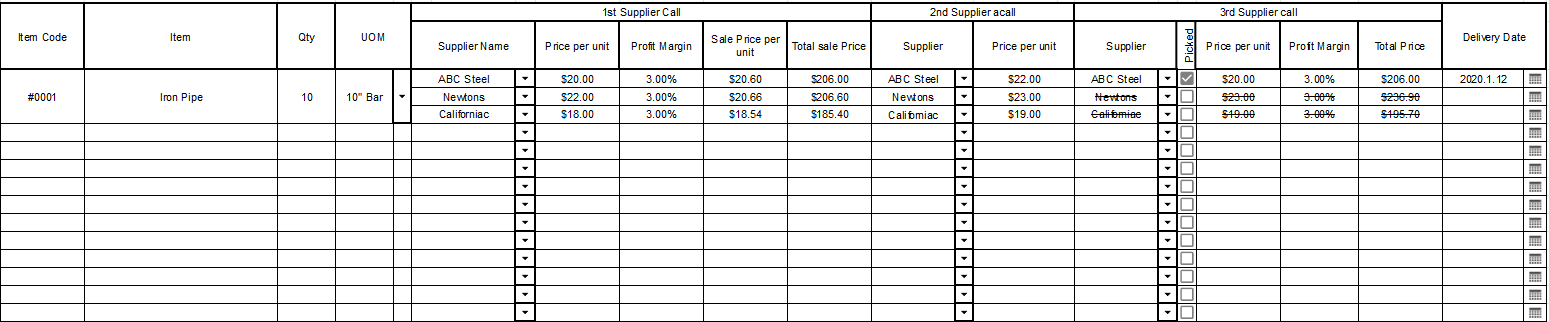 1st Supplier Call 2nd Supplier acall 3rd Supplier call
Item Code Item Qty UOM Supplier Name Price per unit Profit Margin Sale Price per unit Total sale Price Supplier Price per unit Supplier Picked Price per unit Profit Margin Total Price Delivery Date
ABC Steel $20.00 3.00% $20.60 $206.00 ABC Steel $22.00 ABC Steel $20.00 3.00% $206.00 2020.1.12
#0001 Iron Pipe 10 10" Bar Newtons $22.00 3.00% $20.66 $206.60 Newtons $23.00 Newtons $23.00 3.00% $236.90
Californiac $18.00 3.00% $18.54 $185.40 Californiac $19.00 Californiac $19.00 3.00% $195.70